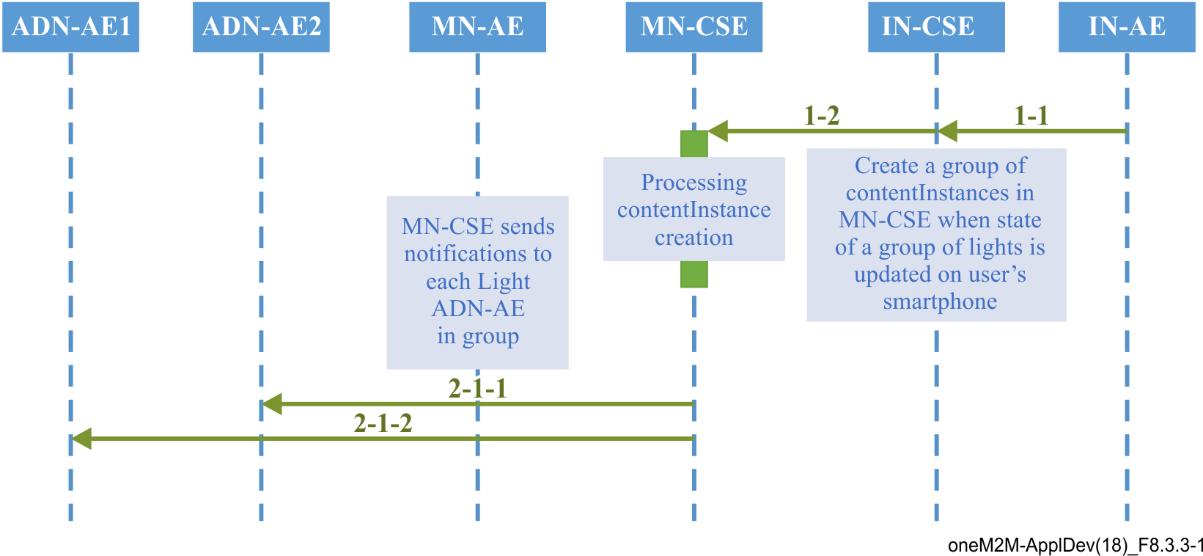 ADN-AE1 ADN-AE2 MN-AE MN-CSE IN-CSE IN-AE
1-2 1-1
Processing
contentInstance
creation
Create a group of
contentInstances in
MN-CSE when state
of a group of lights is
updated on user’s
smartphone
MN-CSE sends
notifications to
each Light
ADN-AE
in group
2-1-1
2-1-2
oneM2M-ApplDev(18)_F8.3.3-1